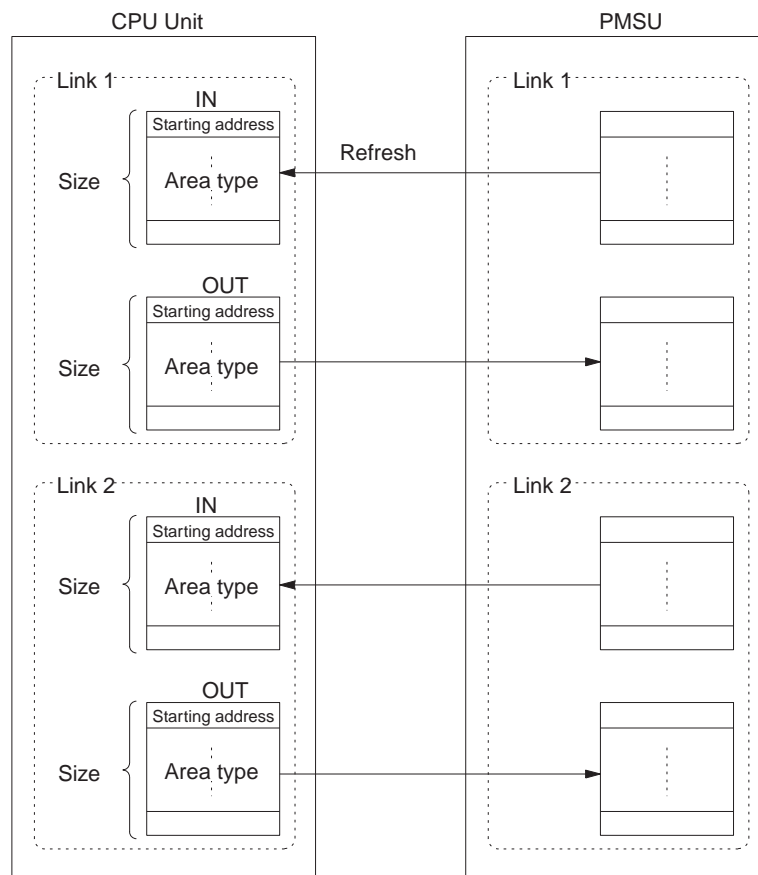 CPU Unit
PMSU
Link 1
Link 1
IN
Starting address
Refresh
Size
Area type
OUT
Starting address
Size
Area type
Link 2
Link 2
IN
Starting address
Size
Area type
OUT
Starting address
Size
Area type